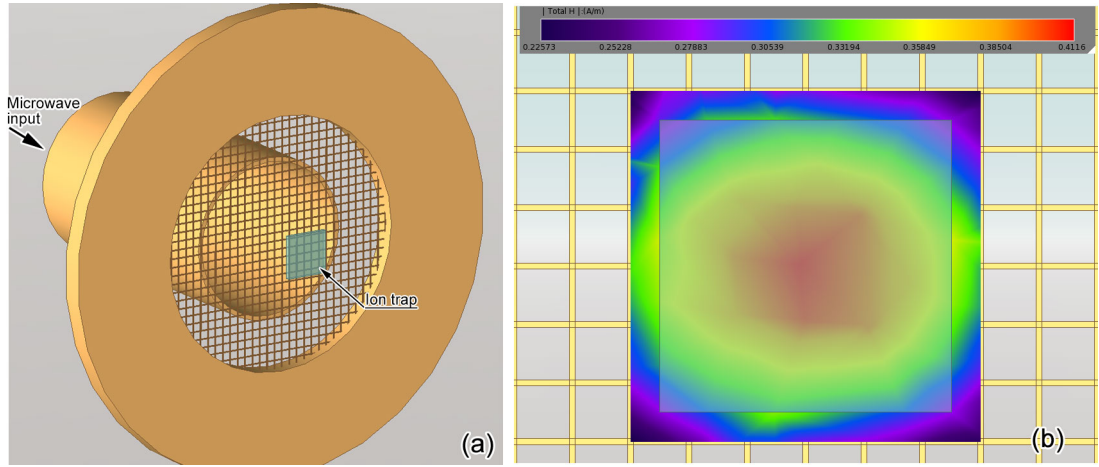 Microwave
input
Ion trap
(a)
| Total H | (A/m)
0.22573 0.25228 0.27883 0.30539 0.33194 0.35849 0.38504 0.4116
(b)